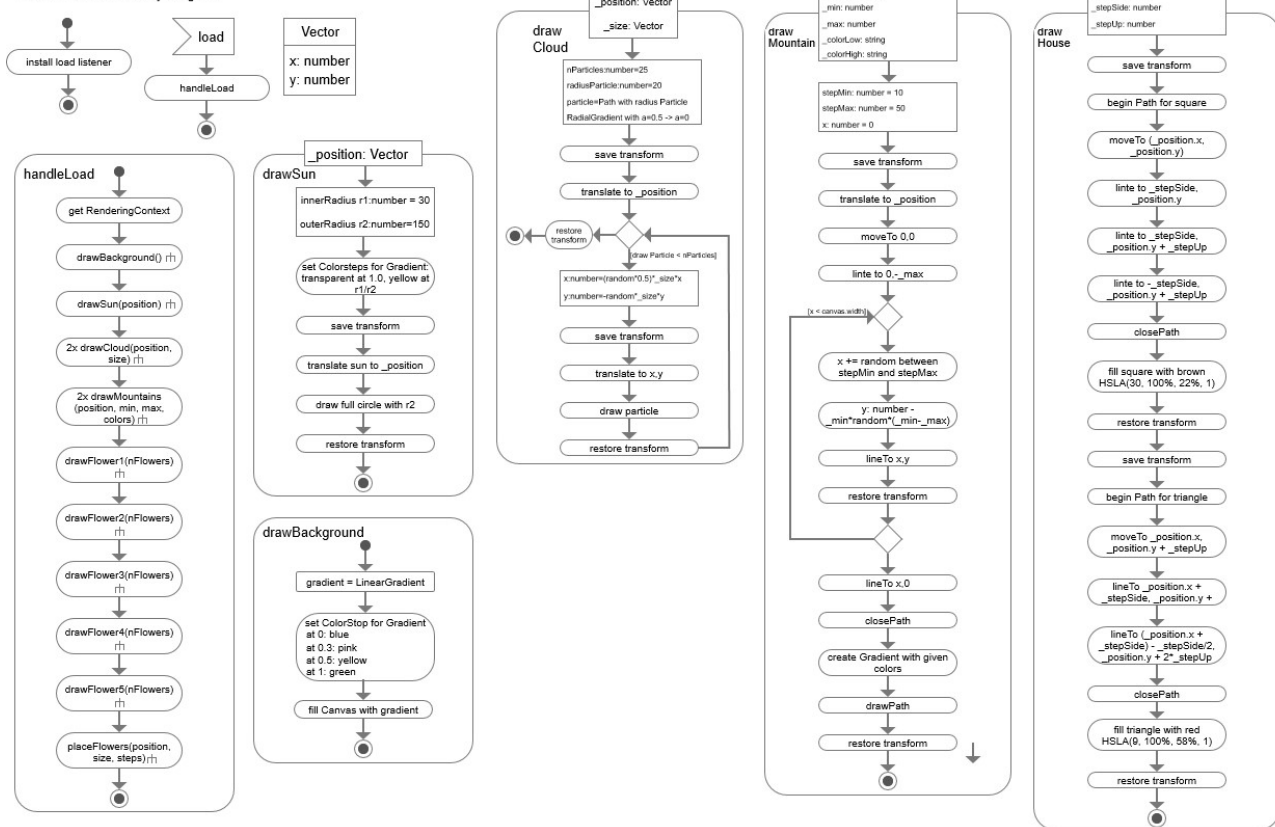 install load listener
load
handleLoad
Vector
x: number
y: number
handleLoad
get RenderingContext
drawBackground()
drawSun(position)
2x drawCloud(position,
size)
2x drawMountains
(position, min, max,
colors)
drawFlower1(nFlowers)
drawFlower2(nFlowers)
drawFlower3(nFlowers)
drawFlower4(nFlowers)
drawFlower5(nFlowers)
placeFlowers(position,
size, steps)
_position: Vector
drawSun
innerRadius r1:number = 30
outerRadius r2:number=150
set Colorsteps for Gradient:
transparent at 1.0, yellow at
r1/r2
save transform
translate sun to _position
draw full circle with r2
restore transform
drawBackground
gradient = LinearGradient
set ColorStop for Gradient
at 0: blue
at 0.3: pink
at 0.5: yellow
at 1: green
fill Canvas with gradient
_position: Vector
_size: Vector
draw
Cloud
nParticles:number=25
radiusParticle:number=20
particle=Path with radius Particle
RadialGradient with a=0.5 -> a=0
save transform
translate to _position
restore
transform
[draw Particle < nParticles]
x:number=(random*0.5)*_size*x
y:number=-random*_size*y
save transform
translate to x,y
draw particle
restore transform
_min: number
_max: number
_colorLow: string
_colorHigh: string
draw
Mountain
stepMin: number = 10
stepMax: number = 50
x: number = 0
save transform
translate to _position
moveTo 0,0
linte to 0,-_max
[x < canvas.width]
x += random between
stepMin and stepMax
y: number -
_min*random*(_min-_max)
lineTo x,y
restore transform
lineTo x,0
closePath
create Gradient with given
colors
drawPath
restore transform
_stepSide: number
_stepUp: number
draw
House
save transform
begin Path for square
moveTo (_position.x,
_position.y)
linte to _stepSide,
_position.y
linte to _stepSide,
_position.y + _stepUp
linte to -_stepSide,
_position.y + _stepUp
closePath
fill square with brown
HSLA(30, 100%, 22%, 1)
restore transform
save transform
begin Path for triangle
moveTo _position.x,
_position.y + _stepUp
lineTo _position.x +
_stepSide, _position.y +
lineTo (_position.x +
_stepSide) - _stepSide/2,
_position.y + 2*_stepUp
closePath
fill triangle with red
HSLA(9, 100%, 58%, 1)
restore transform